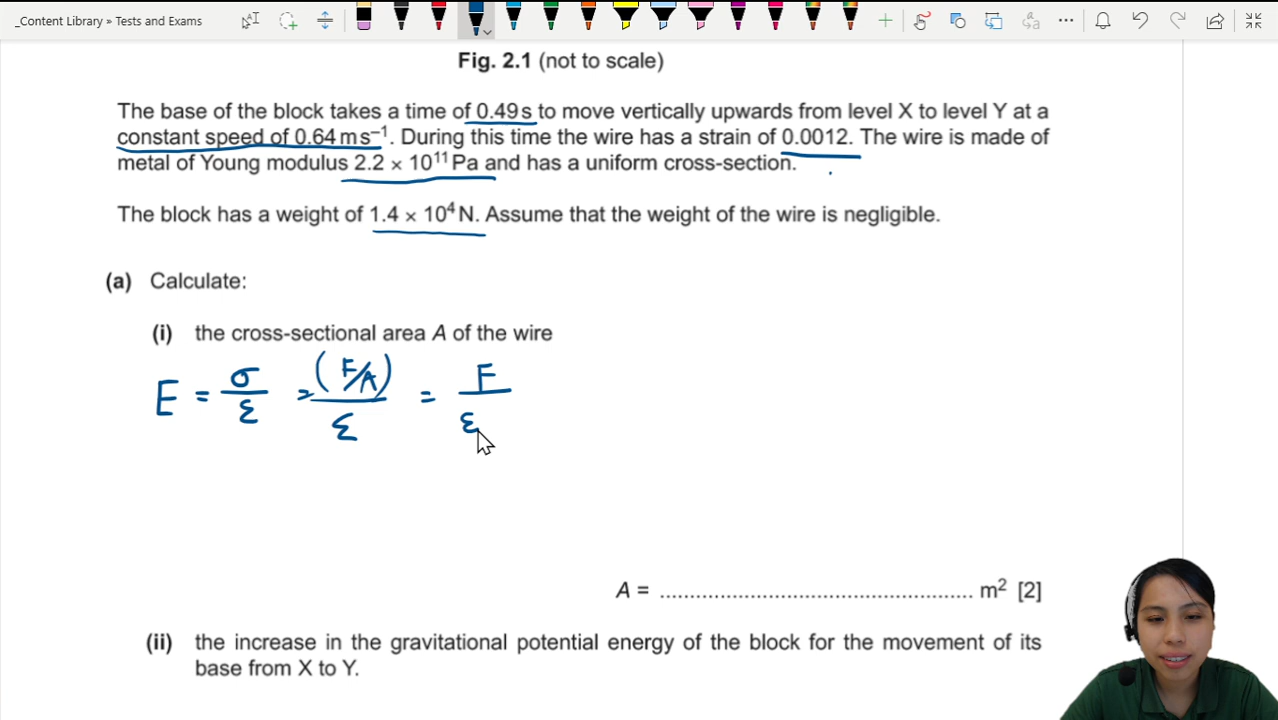 _Content Library » Tests and Exams
Fig. 2.1 (not to scale)
The base of the block takes a time of 0.49 s to move vertically upwards from level X to level Y at a
constant speed of 0.64 m s⁻¹. During this time the wire has a strain of 0.0012. The wire is made of
metal of Young modulus 2.2 × 10¹¹ Pa and has a uniform cross-section.
The block has a weight of 1.4 × 10⁴ N. Assume that the weight of the wire is negligible.
(a) Calculate:
(i) the cross-sectional area A of the wire
E = σ/ε = (F/A)/ε = F/ε
A = .................................................. m² [2]
(ii) the increase in the gravitational potential energy of the block for the movement of its
base from X to Y.